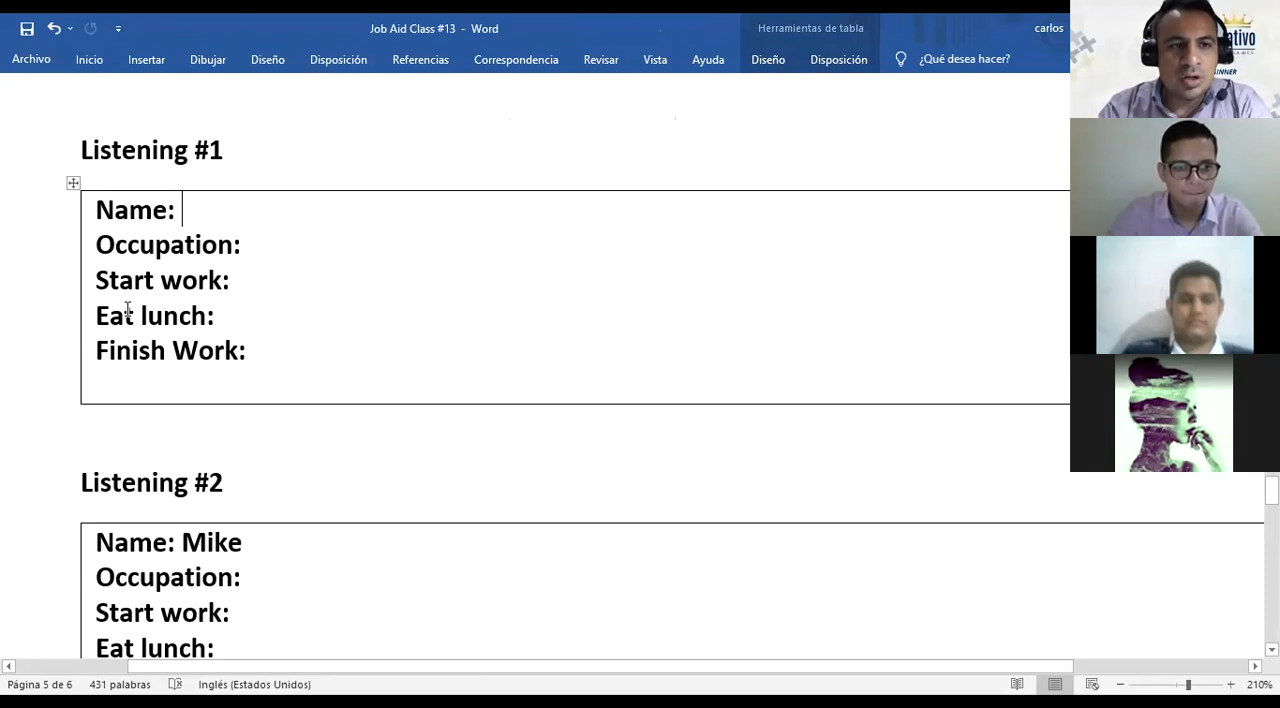 Job Aid Class #13 - Word
Herramientas de tabla
carlos
Archivo Inicio Insertar Dibujar Diseño Disposición Referencias Correspondencia Revisar Vista Ayuda Diseño Disposición ¿Qué desea hacer?
ativo
INNER
Listening #1
Name:
Occupation:
Start work:
Eat lunch:
Finish Work:
Listening #2
Name: Mike
Occupation:
Start work:
Eat lunch:
Página 5 de 6 431 palabras Inglés (Estados Unidos) 210%